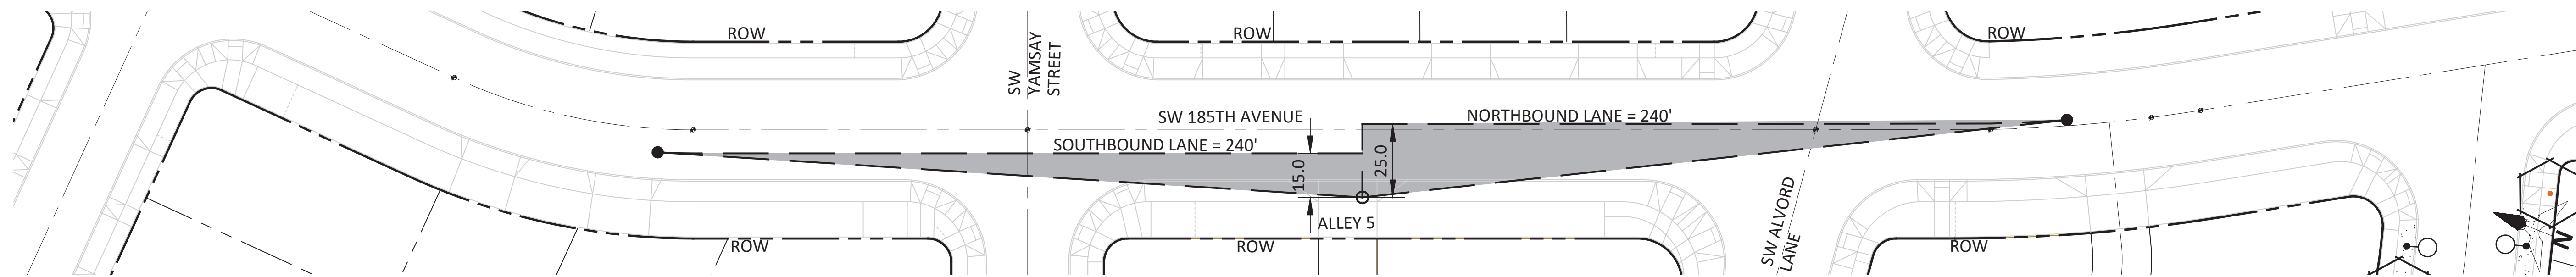 ROW
ROW
ROW
SW
YAMSAY
STREET
SW 185TH AVENUE
NORTHBOUND LANE = 240'
SOUTHBOUND LANE = 240'
15.0
25.0
ALLEY 5
SW ALVORD
LANE
ROW
ROW
ROW